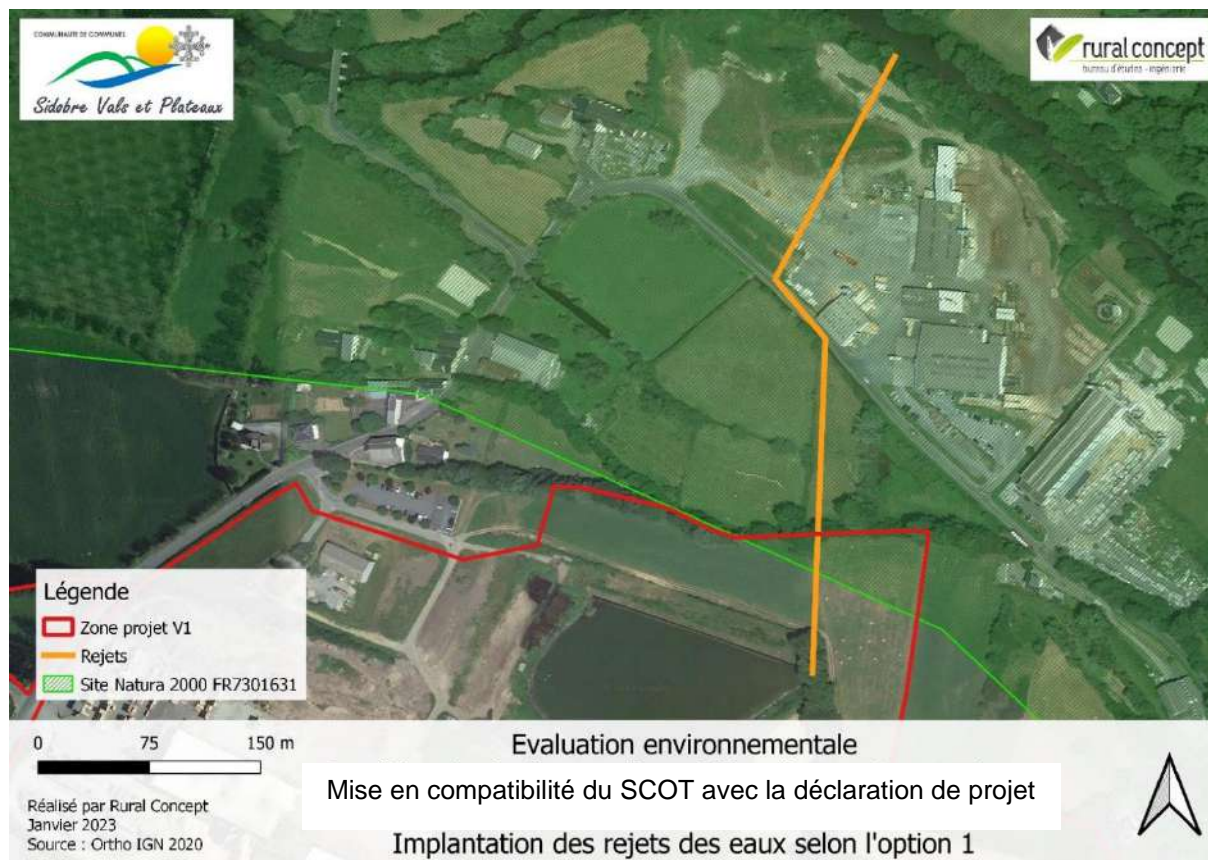 COMMUNAUTÉ DE COMMUNES
Sidobre Vals et Plateaux
rural concept
bureau d'études - ingénierie
Légende
Zone projet V1
Rejets
Site Natura 2000 FR7301631
0 75 150 m
Réalisé par Rural Concept
Janvier 2023
Source : Ortho IGN 2020
Evaluation environnementale
Mise en compatibilité du SCOT avec la déclaration de projet
Implantation des rejets des eaux selon l'option 1